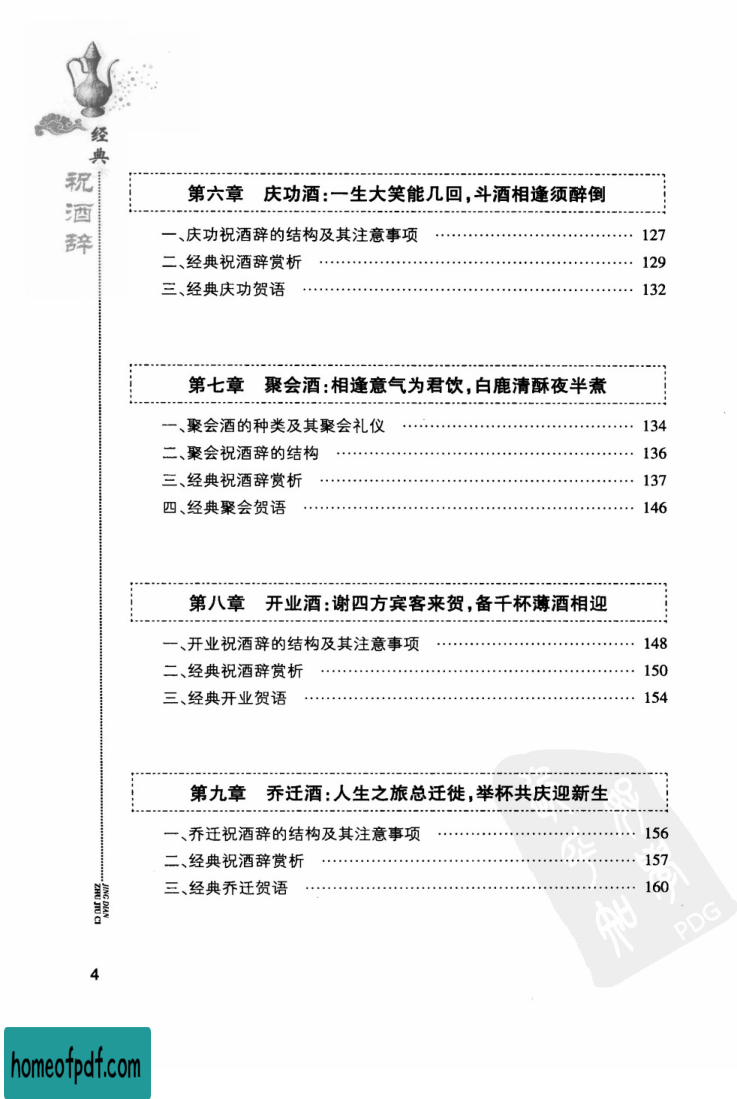 经典
祝酒辞
第六章 庆功酒:一生大笑能几回,斗酒相逢须醉倒
一、庆功祝酒辞的结构及其注意事项 …………………………… 127
二、经典祝酒辞赏析 …………………………… 129
三、经典庆功贺语 …………………………… 132
第七章 聚会酒:相逢意气为君饮,白鹿清酥夜半煮
一、聚会酒的种类及其聚会礼仪 …………………………… 134
二、聚会祝酒辞的结构 …………………………… 136
三、经典祝酒辞赏析 …………………………… 137
四、经典聚会贺语 …………………………… 146
第八章 开业酒:谢四方宾客来贺,备千杯薄酒相迎
一、开业祝酒辞的结构及其注意事项 …………………………… 148
二、经典祝酒辞赏析 …………………………… 150
三、经典开业贺语 …………………………… 154
第九章 乔迁酒:人生之旅总迁徙,举杯共庆迎新生
一、乔迁祝酒辞的结构及其注意事项 …………………………… 156
二、经典祝酒辞赏析 …………………………… 157
三、经典乔迁贺语 …………………………… 160
JING DIAN
ZHU JIU CI
PDG
4
homeofpdf.com